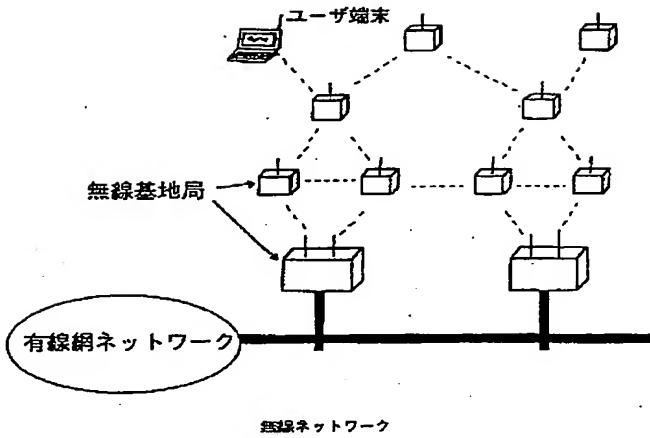 ユーザ端末
無線基地局
有線網ネットワーク
無線ネットワーク